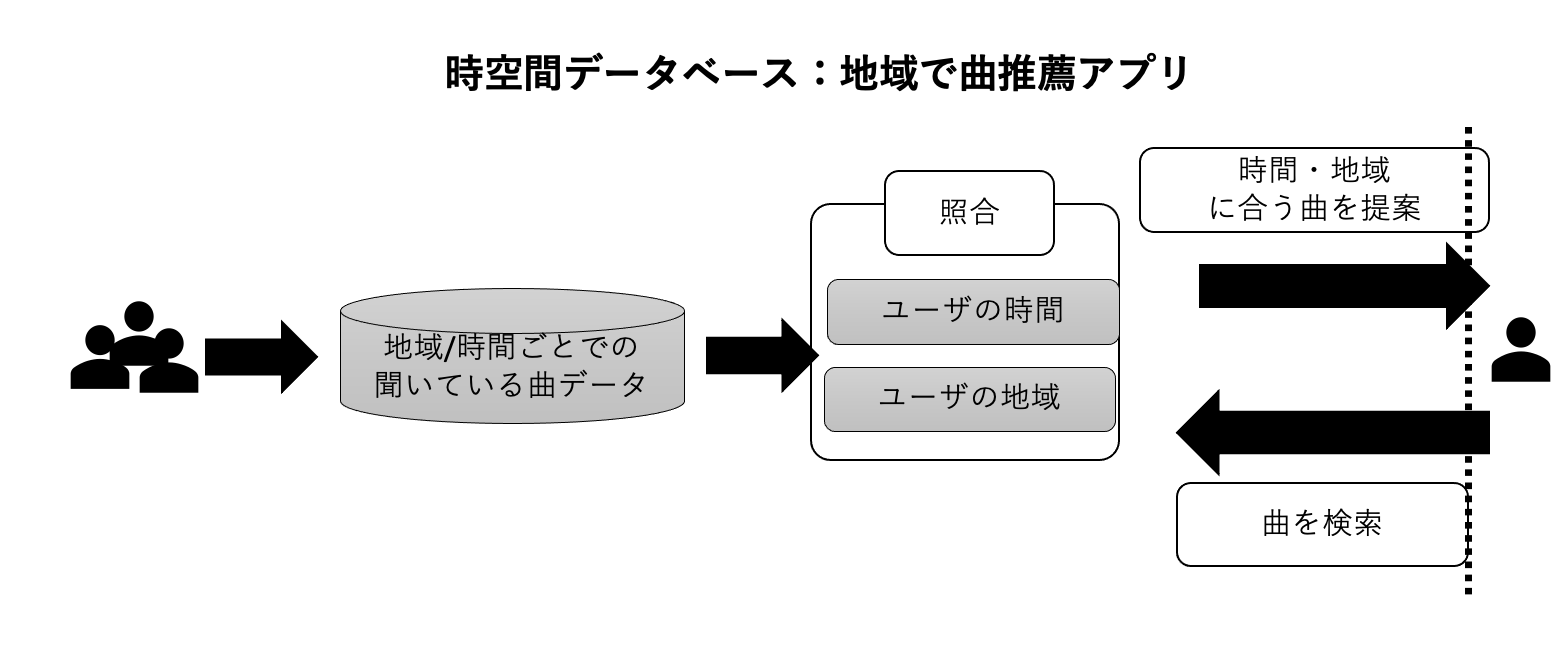 時空間データベース：地域で曲推薦アプリ
時間・地域
に合う曲を提案
照合
ユーザの時間
地域/時間ごとでの
聞いている曲データ
ユーザの地域
曲を検索